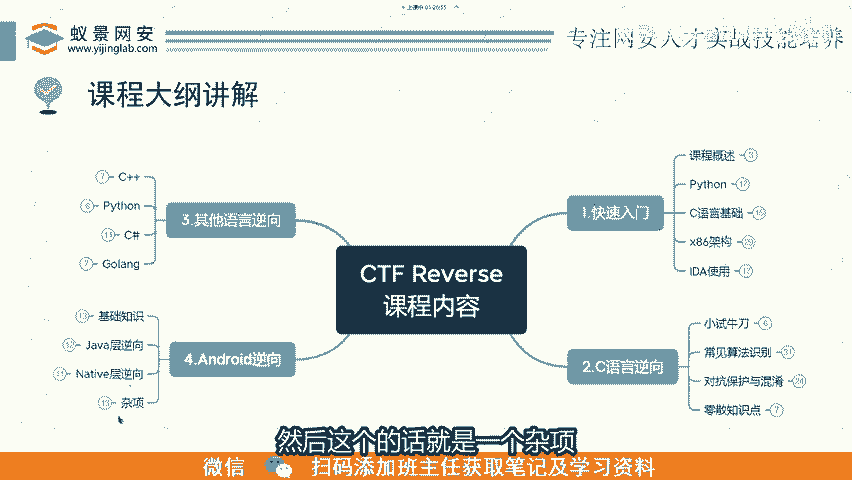 上课中 01:26:55
蚁景网安
www.yijinglab.com
专注网安人才实战技能培养
课程大纲讲解
CTF Reverse
课程内容
1.快速入门
课程概述 3
Python 12
C语言基础
x86架构
IDA使用
2.C语言逆向
小试牛刀 6
常见算法识别
对抗保护与混淆 24
零散知识点 7
3.其他语言逆向
7 C++
6 Python
C#
7 Golang
4.Android逆向
13 基础知识
Java层逆向
11 Native层逆向
13 杂项
然后这个的话就是一个杂项
微信 扫码添加班主任获取笔记及学习资料